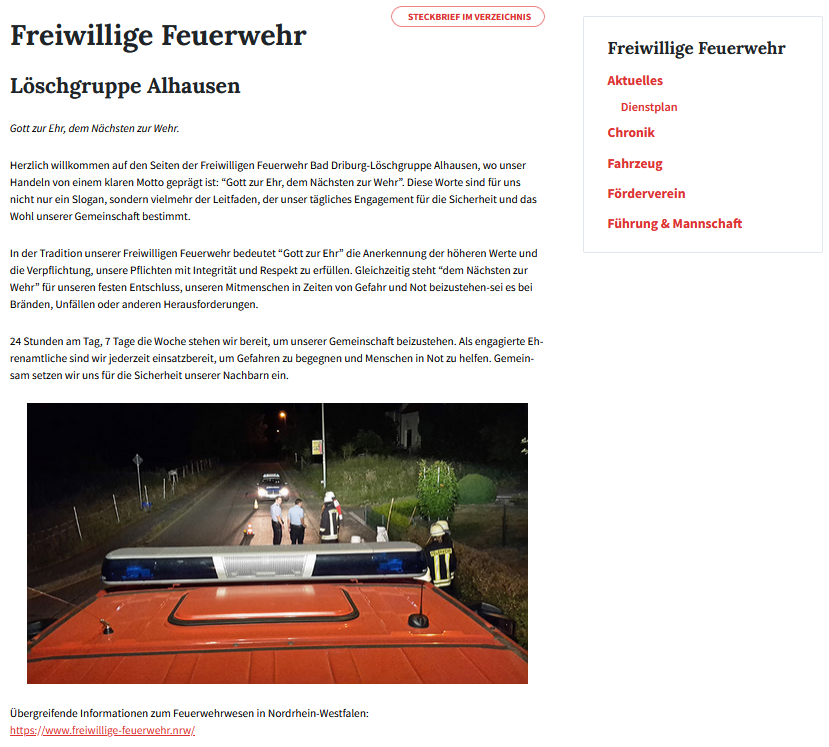 STECKBRIEF IM VERZEICHNIS
Freiwillige Feuerwehr
Löschgruppe Alhausen
Gott zur Ehr, dem Nächsten zur Wehr.
Herzlich willkommen auf den Seiten der Freiwilligen Feuerwehr Bad Driburg-Löschgruppe Alhausen, wo unser
Handeln von einem klaren Motto geprägt ist: “Gott zur Ehr, dem Nächsten zur Wehr”. Diese Worte sind für uns
nicht nur ein Slogan, sondern vielmehr der Leitfaden, der unser tägliches Engagement für die Sicherheit und das
Wohl unserer Gemeinschaft bestimmt.
In der Tradition unserer Freiwilligen Feuerwehr bedeutet “Gott zur Ehr” die Anerkennung der höheren Werte und
die Verpflichtung, unsere Pflichten mit Integrität und Respekt zu erfüllen. Gleichzeitig steht “dem Nächsten zur
Wehr” für unseren festen Entschluss, unseren Mitmenschen in Zeiten von Gefahr und Not beizustehen-sei es bei
Bränden, Unfällen oder anderen Herausforderungen.
24 Stunden am Tag, 7 Tage die Woche stehen wir bereit, um unserer Gemeinschaft beizustehen. Als engagierte Eh-
renamtliche sind wir jederzeit einsatzbereit, um Gefahren zu begegnen und Menschen in Not zu helfen. Gemein-
sam setzen wir uns für die Sicherheit unserer Nachbarn ein.
Übergreifende Informationen zum Feuerwehrwesen in Nordrhein-Westfalen:
https://www.freiwillige-feuerwehr.nrw/
Freiwillige Feuerwehr
Aktuelles
Dienstplan
Chronik
Fahrzeug
Förderverein
Führung & Mannschaft